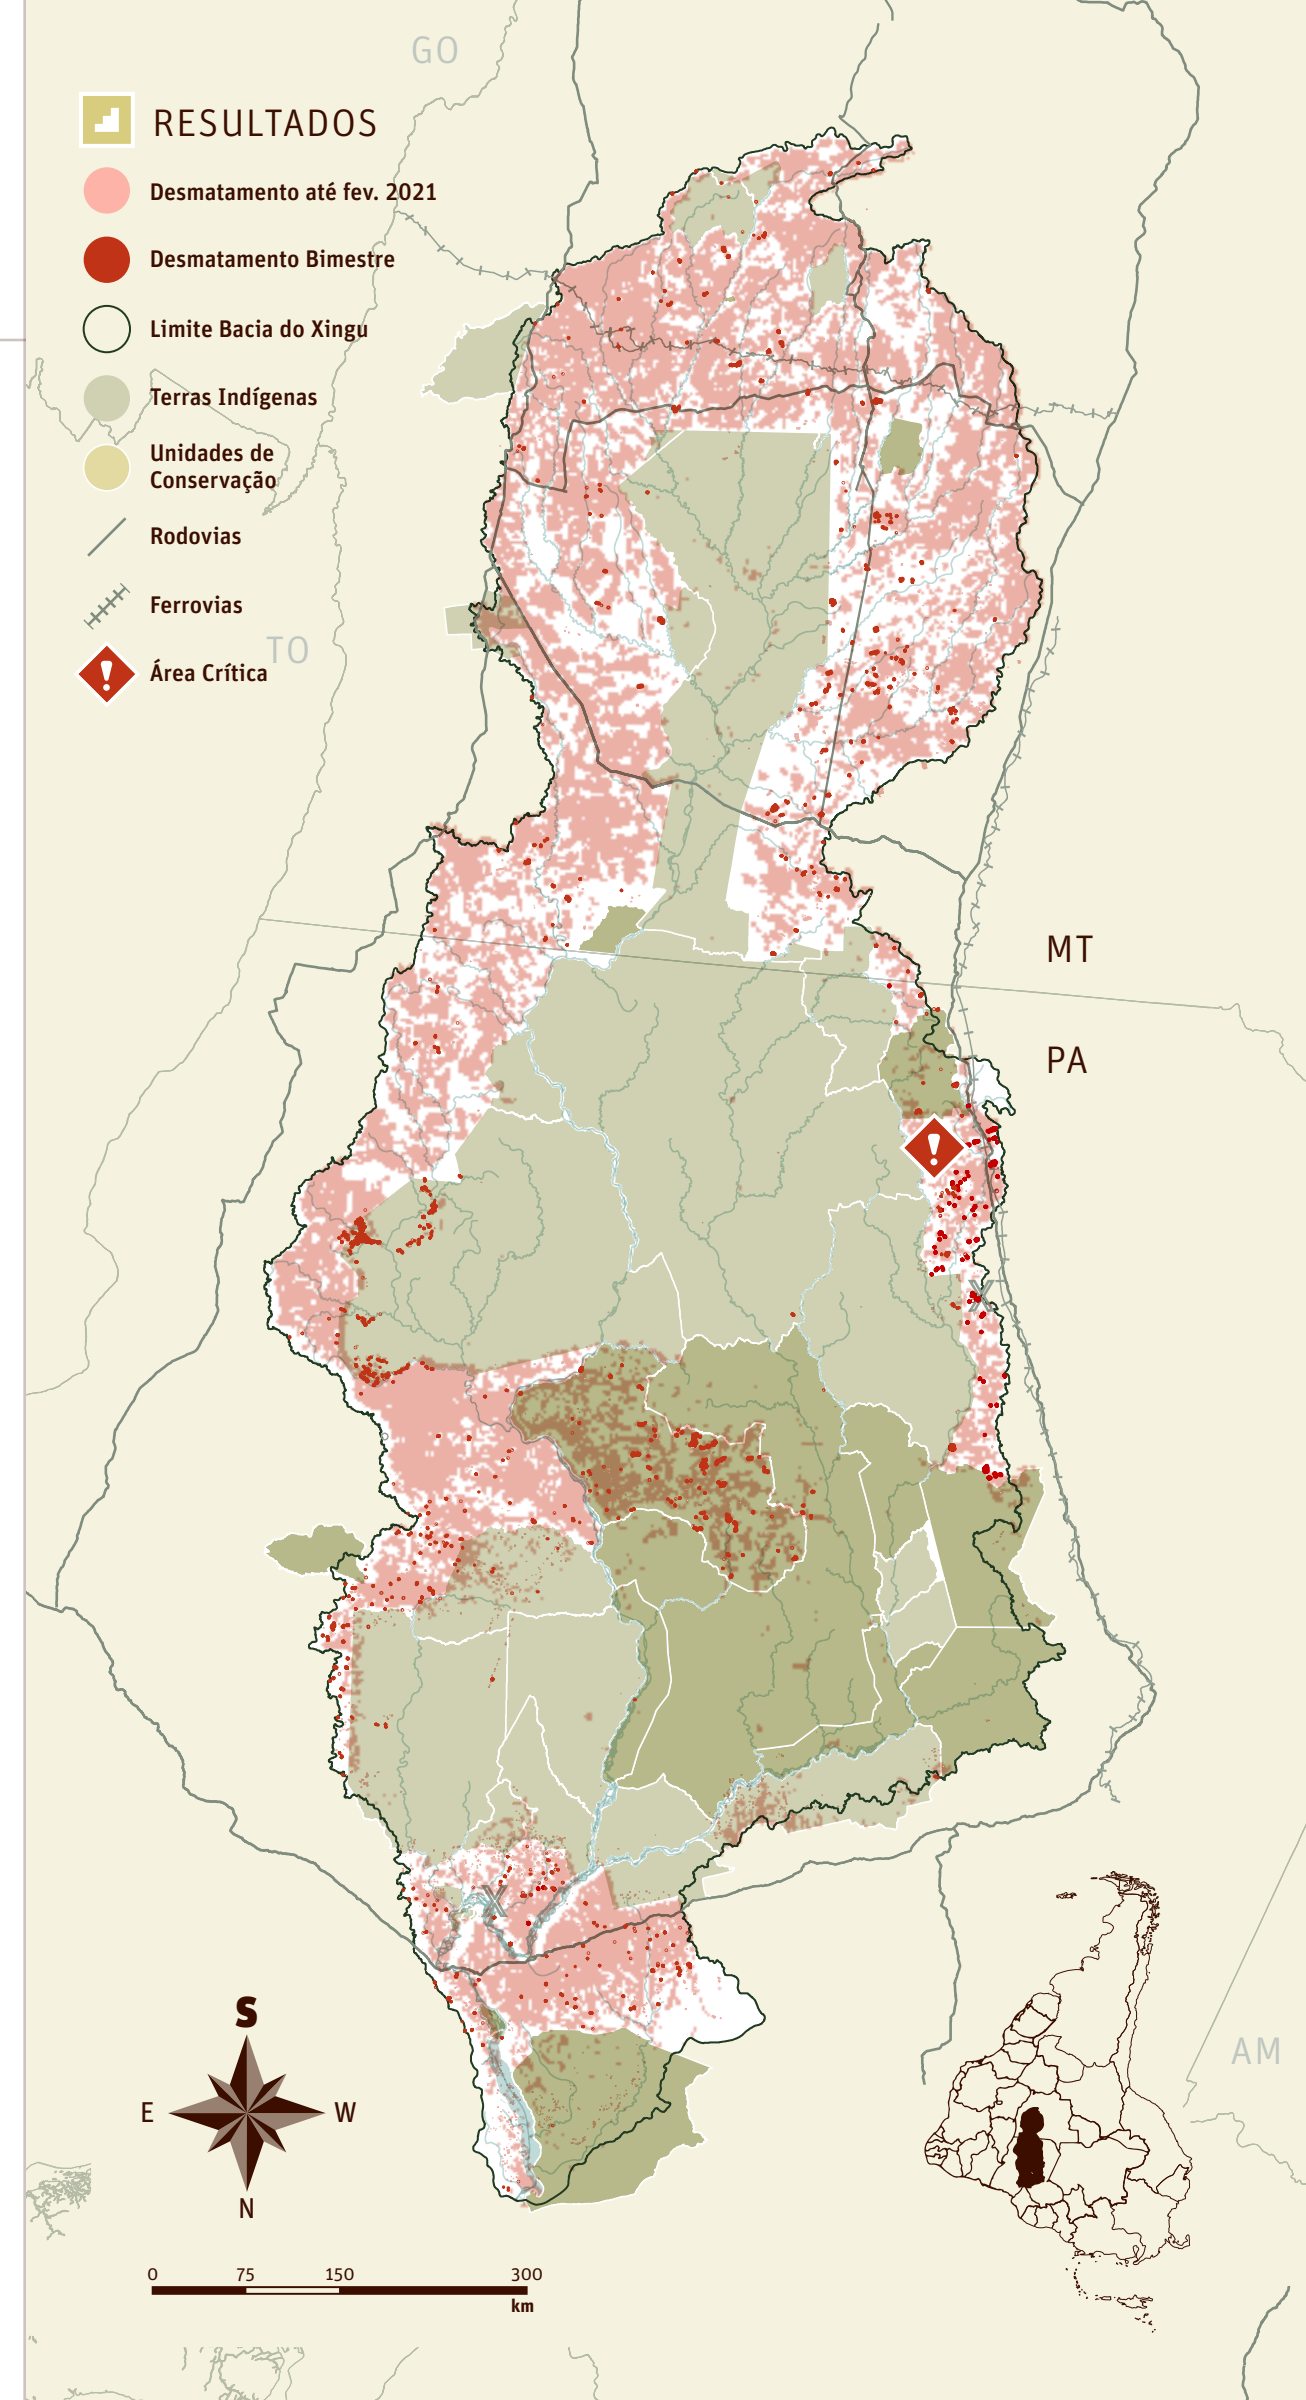 GO
RESULTADOS
Desmatamento até fev. 2021
Desmatamento Bimestre
Limite Bacia do Xingu
Terras Indígenas
Unidades de
Conservação
Rodovias
Ferrovias
TO
! Área Crítica
MT
PA
!
X
X
S
E W
N
AM
0 75 150 300
km